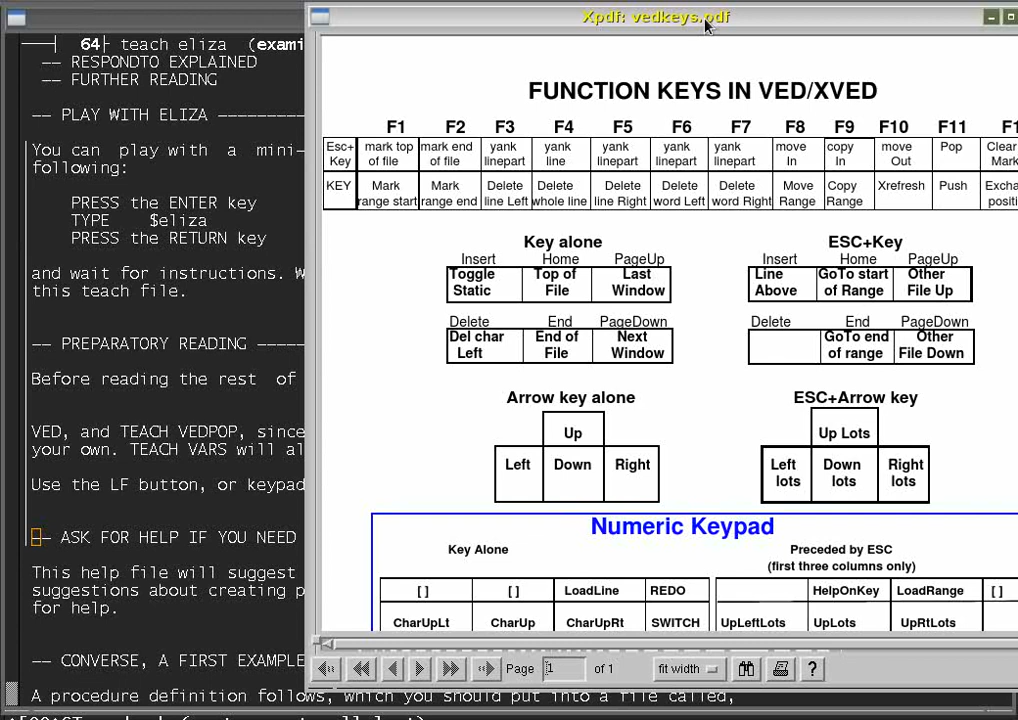 64┤ teach eliza (exami
-- RESPONDTO EXPLAINED
-- FURTHER READING
-- PLAY WITH ELIZA
You can play with a mini-
following:
PRESS the ENTER key
TYPE $eliza
PRESS the RETURN key
and wait for instructions. W
this teach file.
-- PREPARATORY READING -----
Before reading the rest of
VED, and TEACH VEDPOP, since
your own. TEACH VARS will al
Use the LF button, or keypad
-- ASK FOR HELP IF YOU NEED
This help file will suggest
suggestions about creating p
for help.
-- CONVERSE, A FIRST EXAMPLE
A procedure definition follows, which you should put into a file called,
Xpdf: vedkeys.pdf
FUNCTION KEYS IN VED/XVED
F1 F2 F3 F4 F5 F6 F7 F8 F9 F10 F11 F1
Esc+ mark top mark end yank yank yank yank yank move copy move Pop Clear
Key of file of file linepart line linepart linepart linepart In In Out Mark
KEY Mark Mark Delete Delete Delete Delete Delete Move Copy Xrefresh Push Excha
range start range end line Left whole line line Right word Left word Right Range Range positi
Key alone
Insert Home PageUp
Toggle Top of Last
Static File Window
Delete End PageDown
Del char End of Next
Left File Window
ESC+Key
Insert Home PageUp
Line GoTo start Other
Above of Range File Up
Delete End PageDown
GoTo end Other
of range File Down
Arrow key alone
Up
Left Down Right
ESC+Arrow key
Up Lots
Left Down Right
lots lots lots
Numeric Keypad
Key Alone
[ ] [ ] LoadLine REDO
CharUpLt CharUp CharUpRt SWITCH
Preceded by ESC
(first three columns only)
HelpOnKey LoadRange [ ]
UpLeftLots UpLots UpRtLots
Page 1 of 1 fit width ?